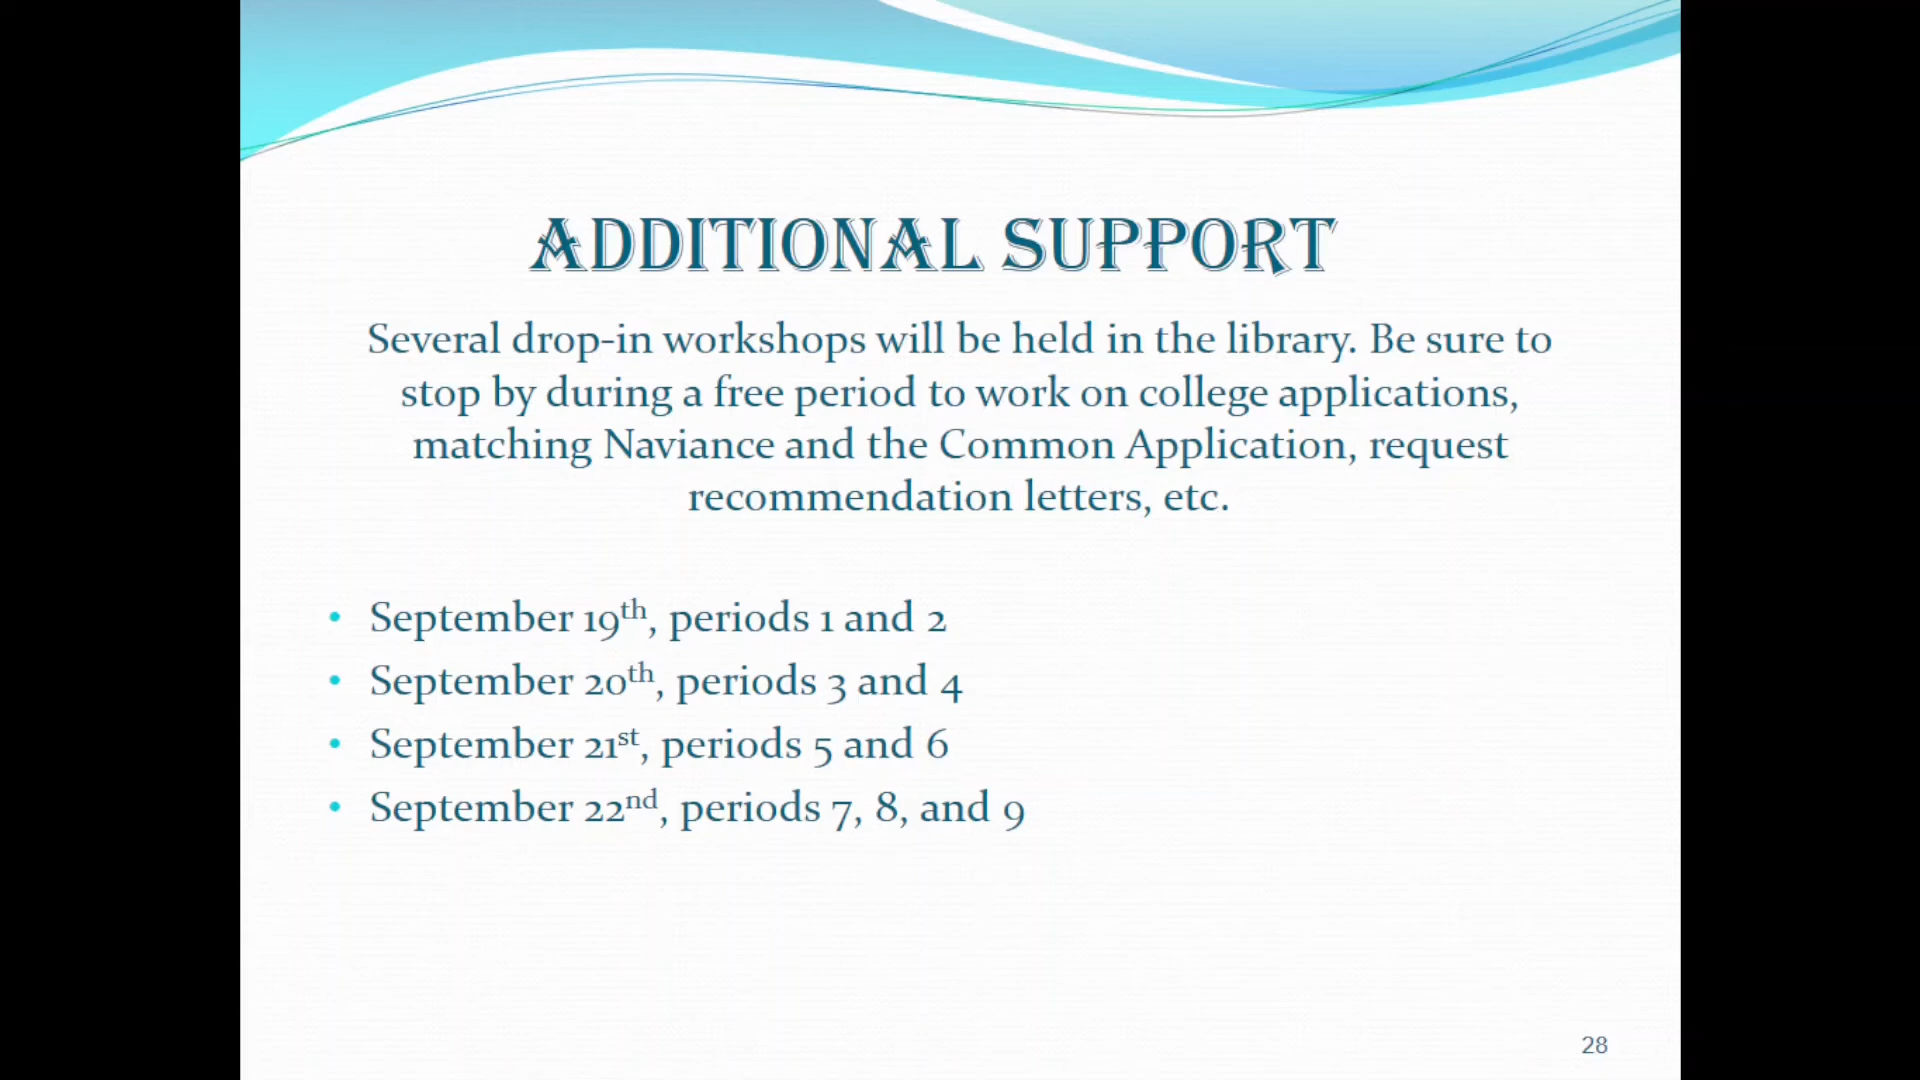 ADDITIONAL SUPPORT
Several drop-in workshops will be held in the library. Be sure to
stop by during a free period to work on college applications,
matching Naviance and the Common Application, request
recommendation letters, etc.
• September 19th, periods 1 and 2
• September 20th, periods 3 and 4
• September 21st, periods 5 and 6
• September 22nd, periods 7, 8, and 9
28